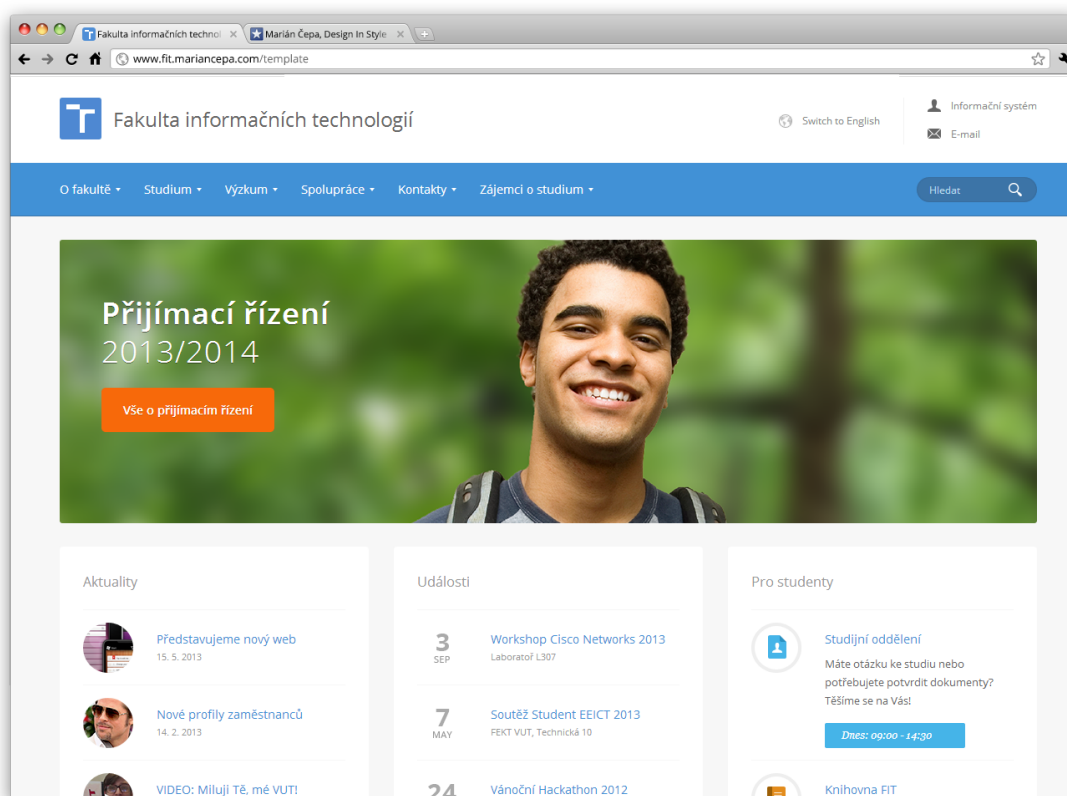 Fakulta informačních technol
Marián Čepa, Design In Style
www.fit.mariancepa.com/template
Fakulta informačních technologií
Switch to English
Informační systém
E-mail
O fakultě
Studium
Výzkum
Spolupráce
Kontakty
Zájemci o studium
Hledat
Přijímací řízení
2013/2014
Vše o přijímacím řízení
Aktuality
Představujeme nový web
15. 5. 2013
Nové profily zaměstnanců
14. 2. 2013
VIDEO: Miluji Tě, mé VUT!
Události
3
SEP
Workshop Cisco Networks 2013
Laboratoř L307
7
MAY
Soutěž Student EEICT 2013
FEKT VUT, Technická 10
24
Vánoční Hackathon 2012
Pro studenty
Studijní oddělení
Máte otázku ke studiu nebo
potřebujete potvrdit dokumenty?
Těšíme se na Vás!
Dnes: 09:00 - 14:30
Knihovna FIT